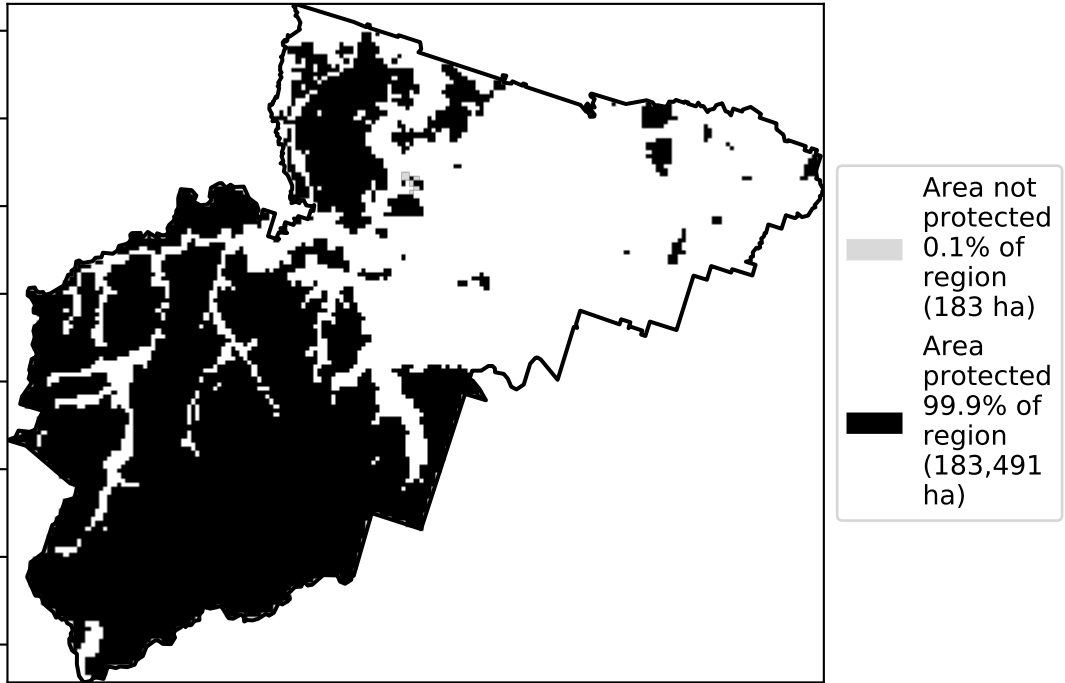 Area not
protected
0.1% of
region
(183 ha)
Area
protected
99.9% of
region
(183,491
ha)